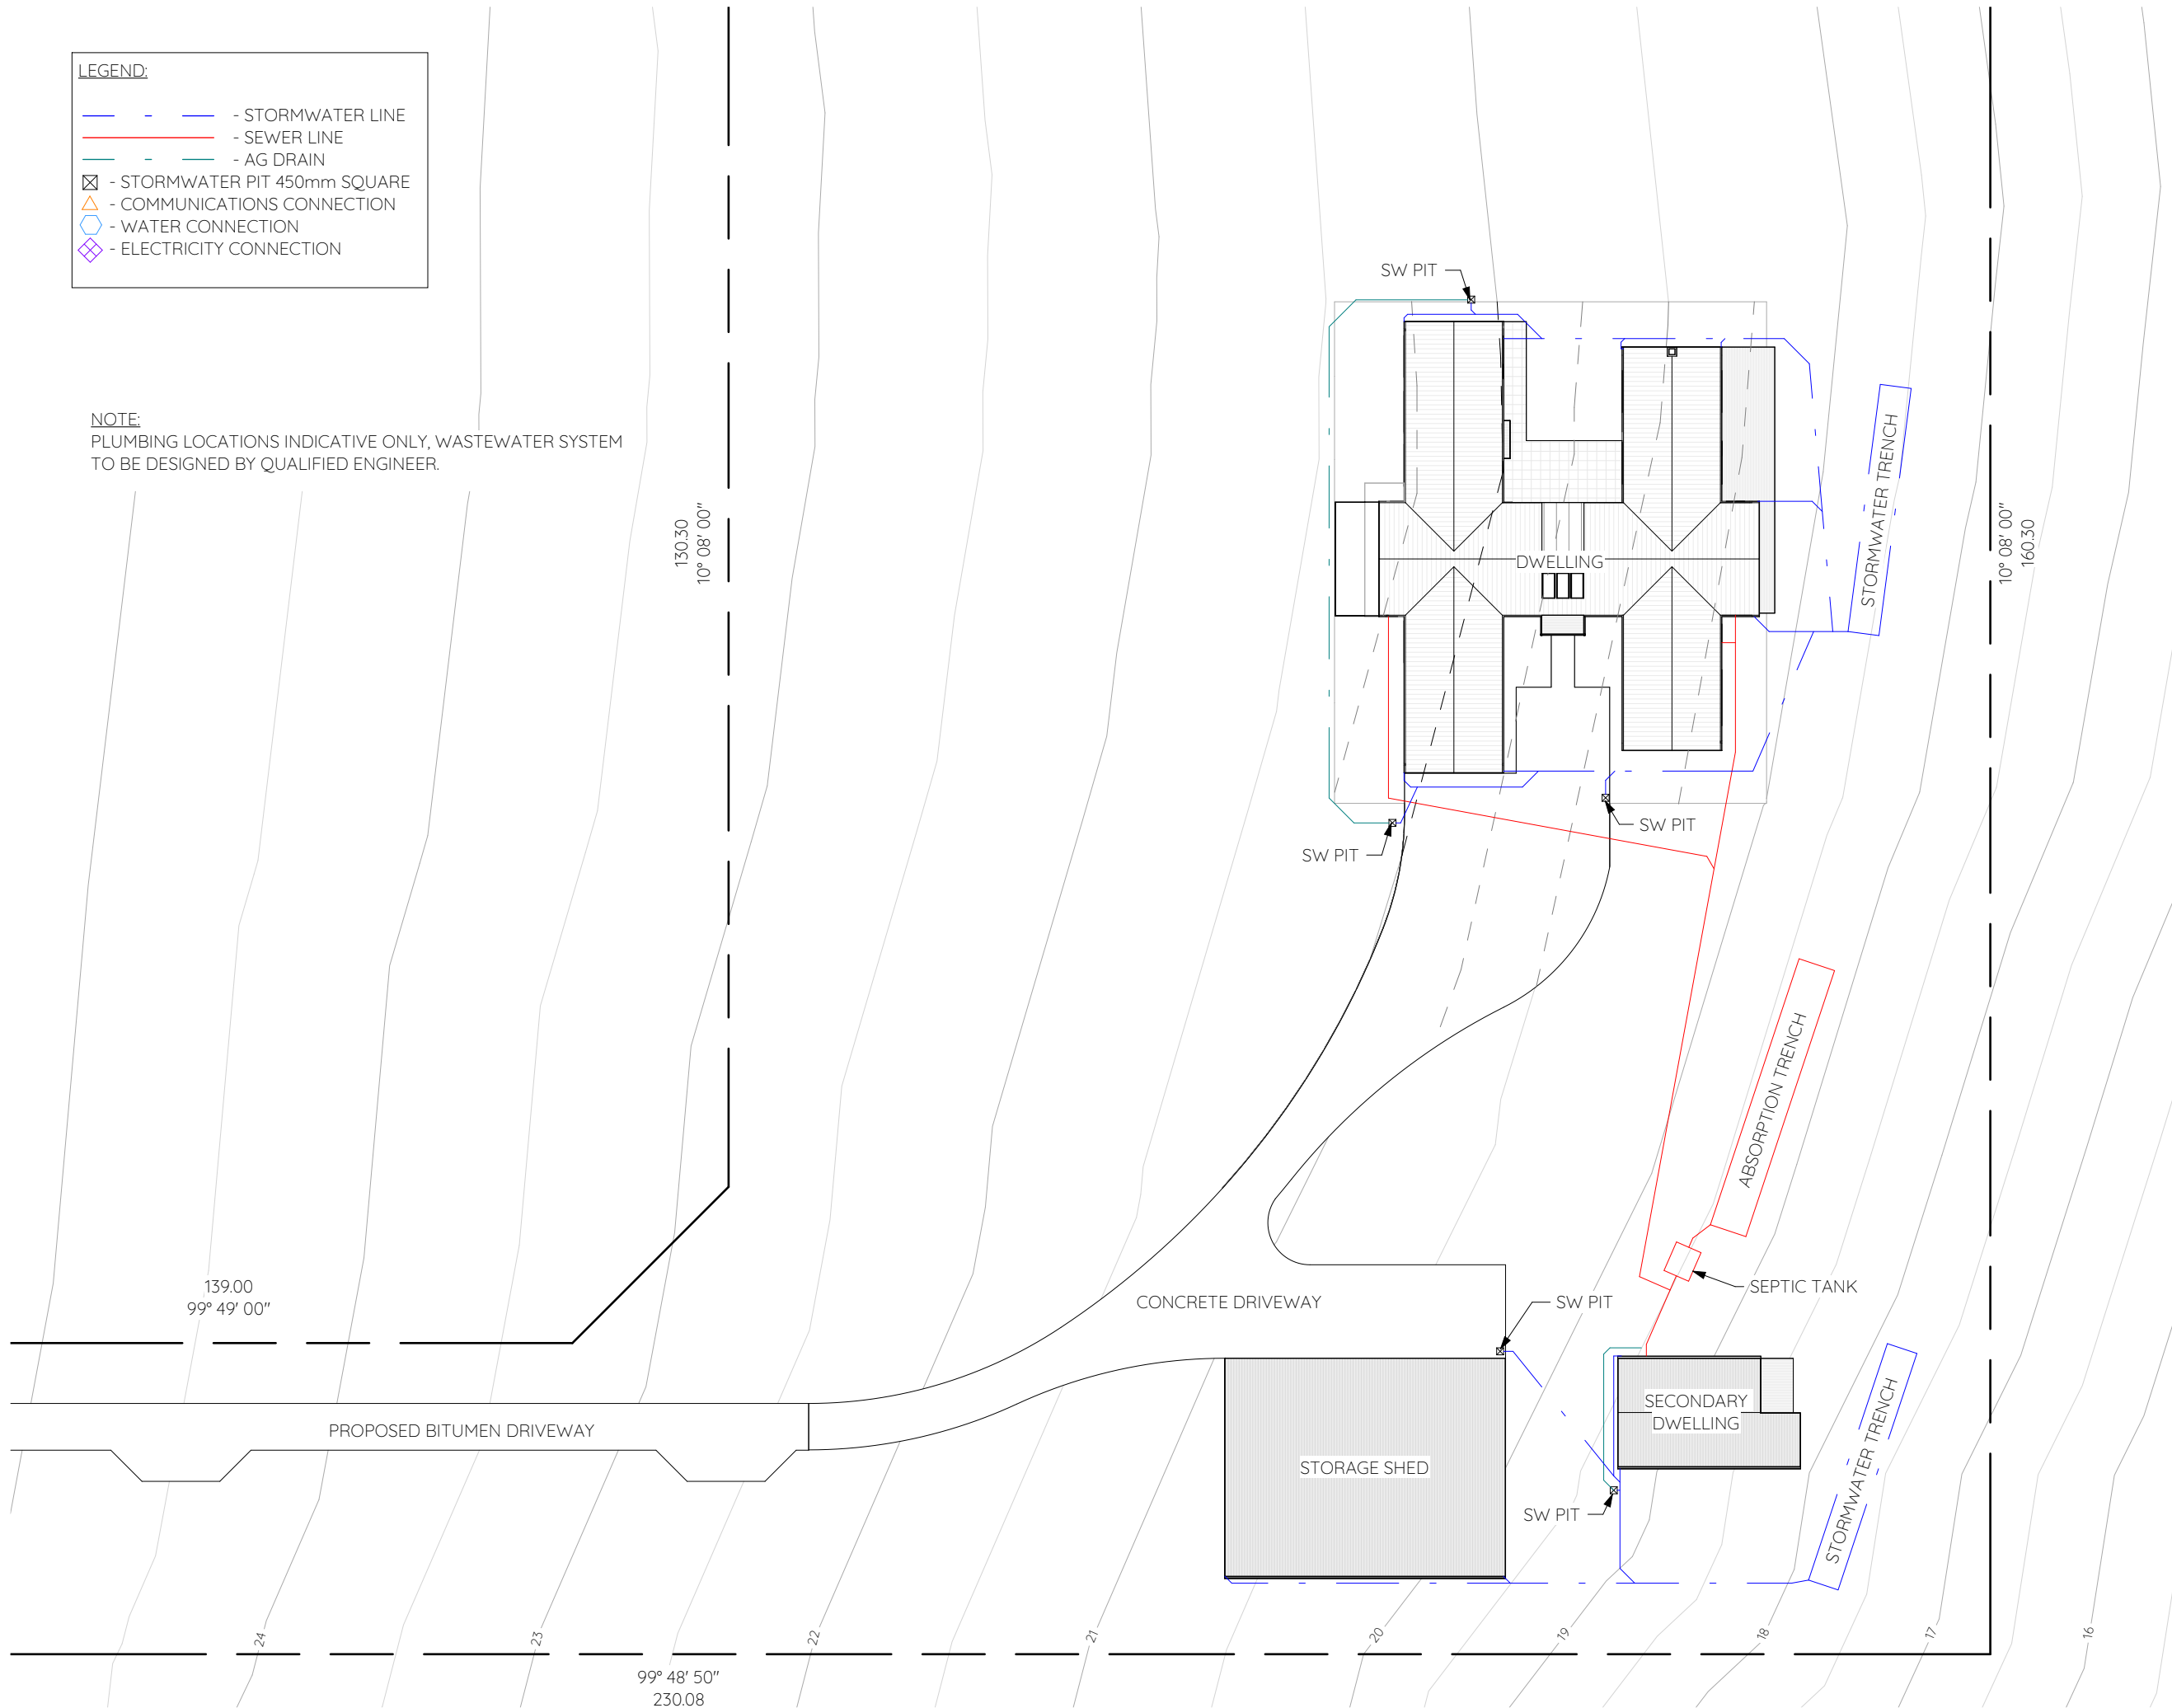 LEGEND:
- STORMWATER LINE
- SEWER LINE
- AG DRAIN
- STORMWATER PIT 450mm SQUARE
- COMMUNICATIONS CONNECTION
- WATER CONNECTION
- ELECTRICITY CONNECTION
NOTE:
PLUMBING LOCATIONS INDICATIVE ONLY, WASTEWATER SYSTEM
TO BE DESIGNED BY QUALIFIED ENGINEER.
130.30
10° 08' 00"
SW PIT
STORMWATER TRENCH
10° 08' 00"
160.30
DWELLING
SW PIT
SW PIT
ABSORPTION TRENCH
139.00
99° 49' 00"
CONCRETE DRIVEWAY
SW PIT
SEPTIC TANK
PROPOSED BITUMEN DRIVEWAY
STORAGE SHED
SECONDARY
DWELLING
SW PIT
STORMWATER TRENCH
24
23
22
21
20
19
18
17
16
99° 48' 50"
230.08